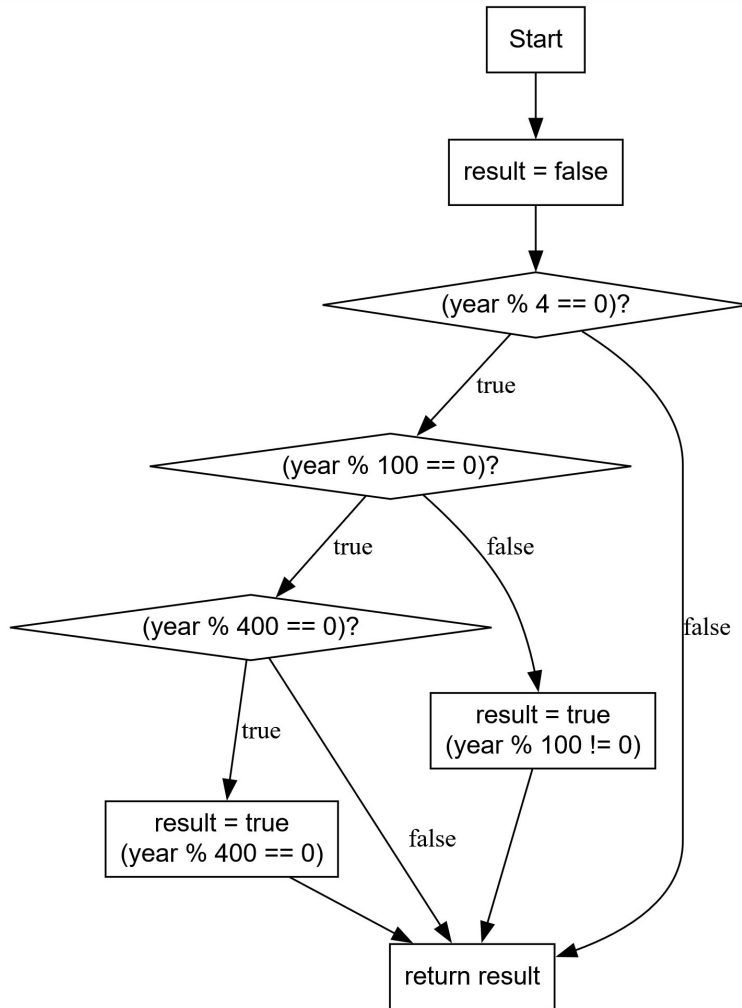 Start
result = false
(year % 4 == 0)?
true
(year % 100 == 0)?
true
false
(year % 400 == 0)?
false
true
result = true
(year % 100 != 0)
result = true
(year % 400 == 0)
false
return result